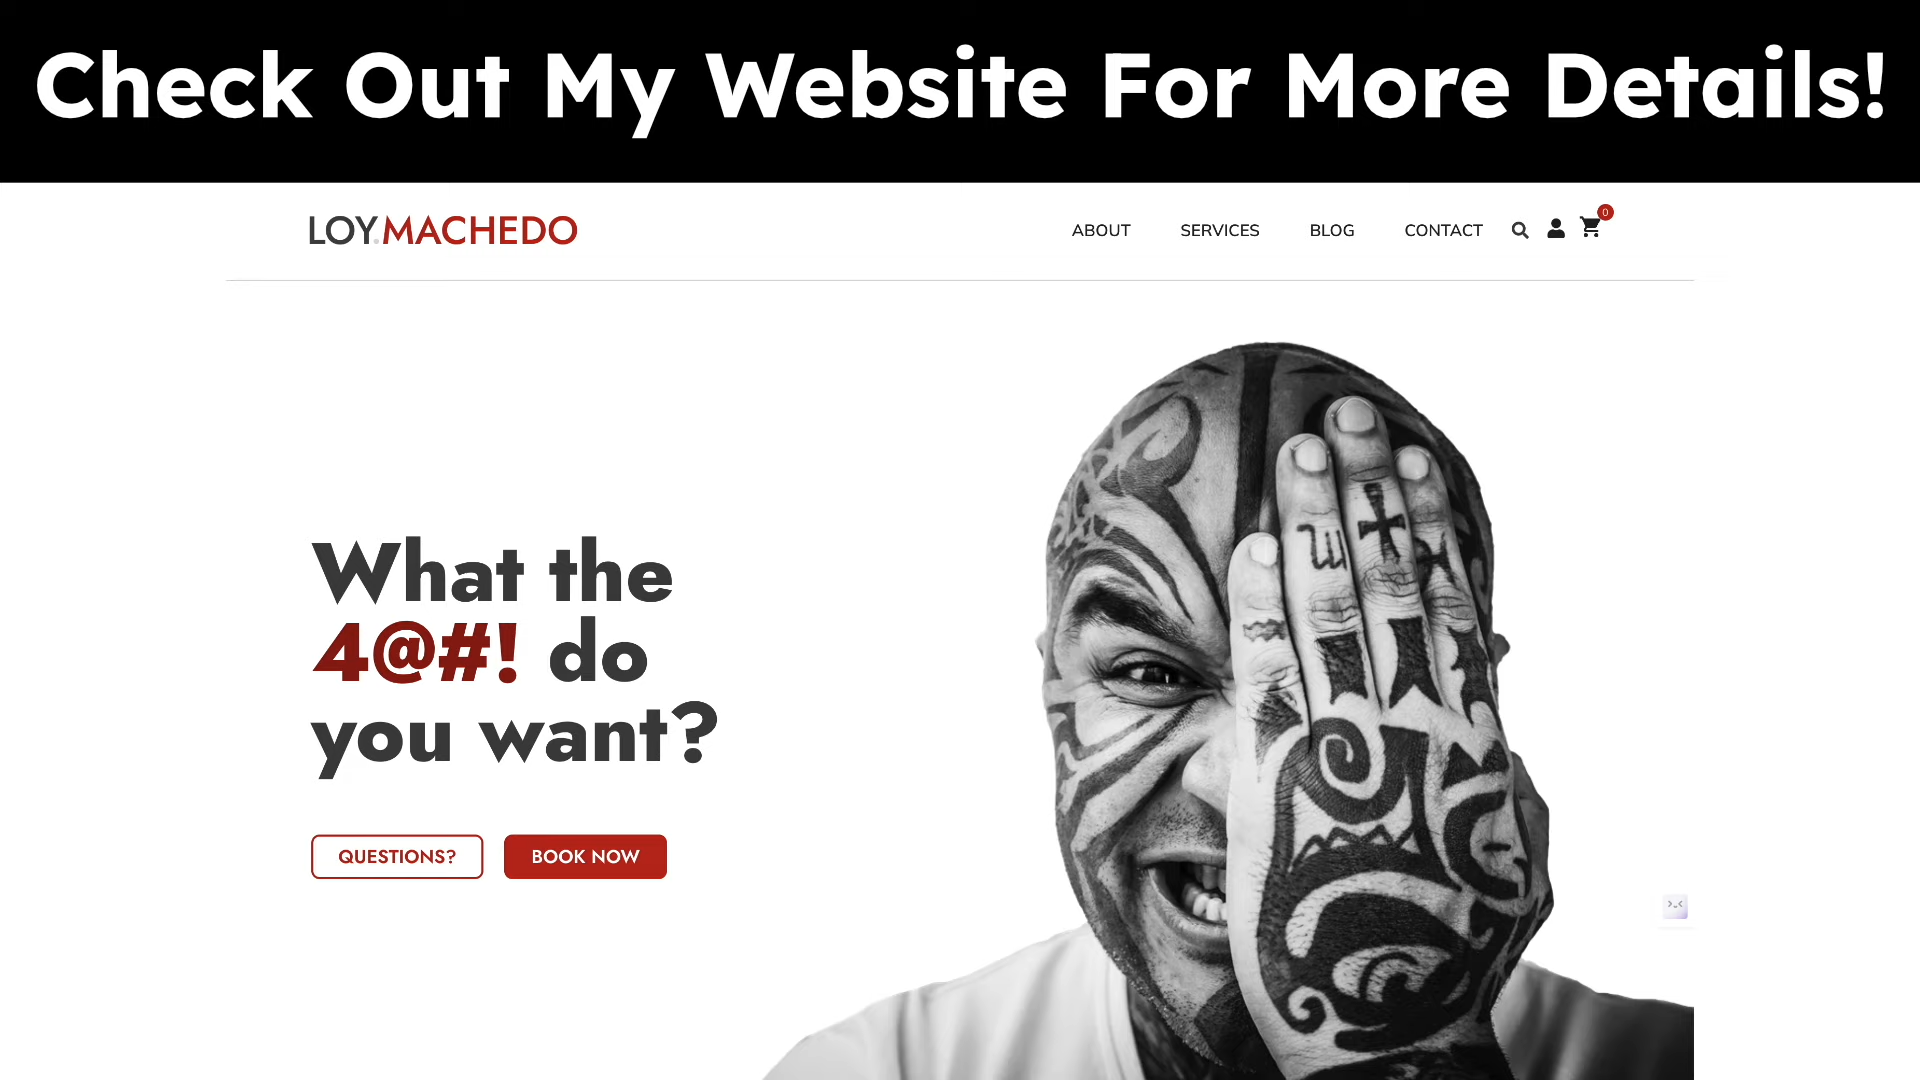 Check Out My Website For More Details!
LOY.MACHEDO
ABOUT SERVICES BLOG CONTACT 0
What the
4@#! do
you want?
QUESTIONS? BOOK NOW